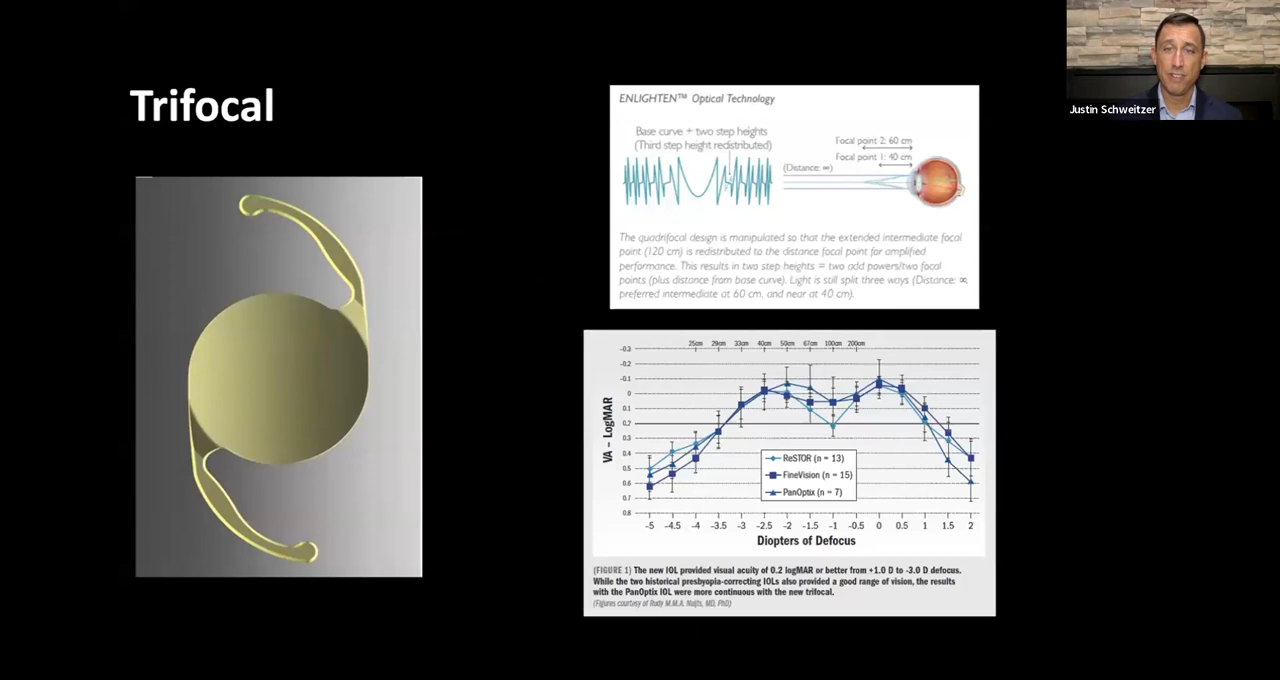 Trifocal
Justin Schweitzer
ENLIGHTEN™ Optical Technology
Base curve + two step heights
(Third step height redistributed)
Focal point 2: 60 cm
Focal point 1: 40 cm
(Distance: ∞)
The quadrifocal design is manipulated so that the extended intermediate focal
point (120 cm) is redistributed to the distance focal point for amplified
performance. This results in two step heights = two add powers/two focal
points (plus distance from base curve). Light is still split three ways (Distance: ∞,
preferred intermediate at 60 cm, and near at 40 cm).
25cm 29cm 33cm 40cm 50cm 67cm 100cm 200cm
-0.3
-0.2
-0.1
0
0.1
0.2
0.3
0.4
0.5
0.6
0.7
0.8
VA – LogMAR
ReSTOR (n = 13)
FineVision (n = 15)
PanOptix (n = 7)
-5 -4.5 -4 -3.5 -3 -2.5 -2 -1.5 -1 -0.5 0 0.5 1 1.5 2
Diopters of Defocus
(FIGURE 1) The new IOL provided visual acuity of 0.2 logMAR or better from +1.0 D to -3.0 D defocus.
While the two historical presbyopia-correcting IOLs also provided a good range of vision, the results
with the PanOptix IOL were more continuous with the new trifocal.
(Figures courtesy of Rudy M.M.A. Nuijts, MD, PhD)